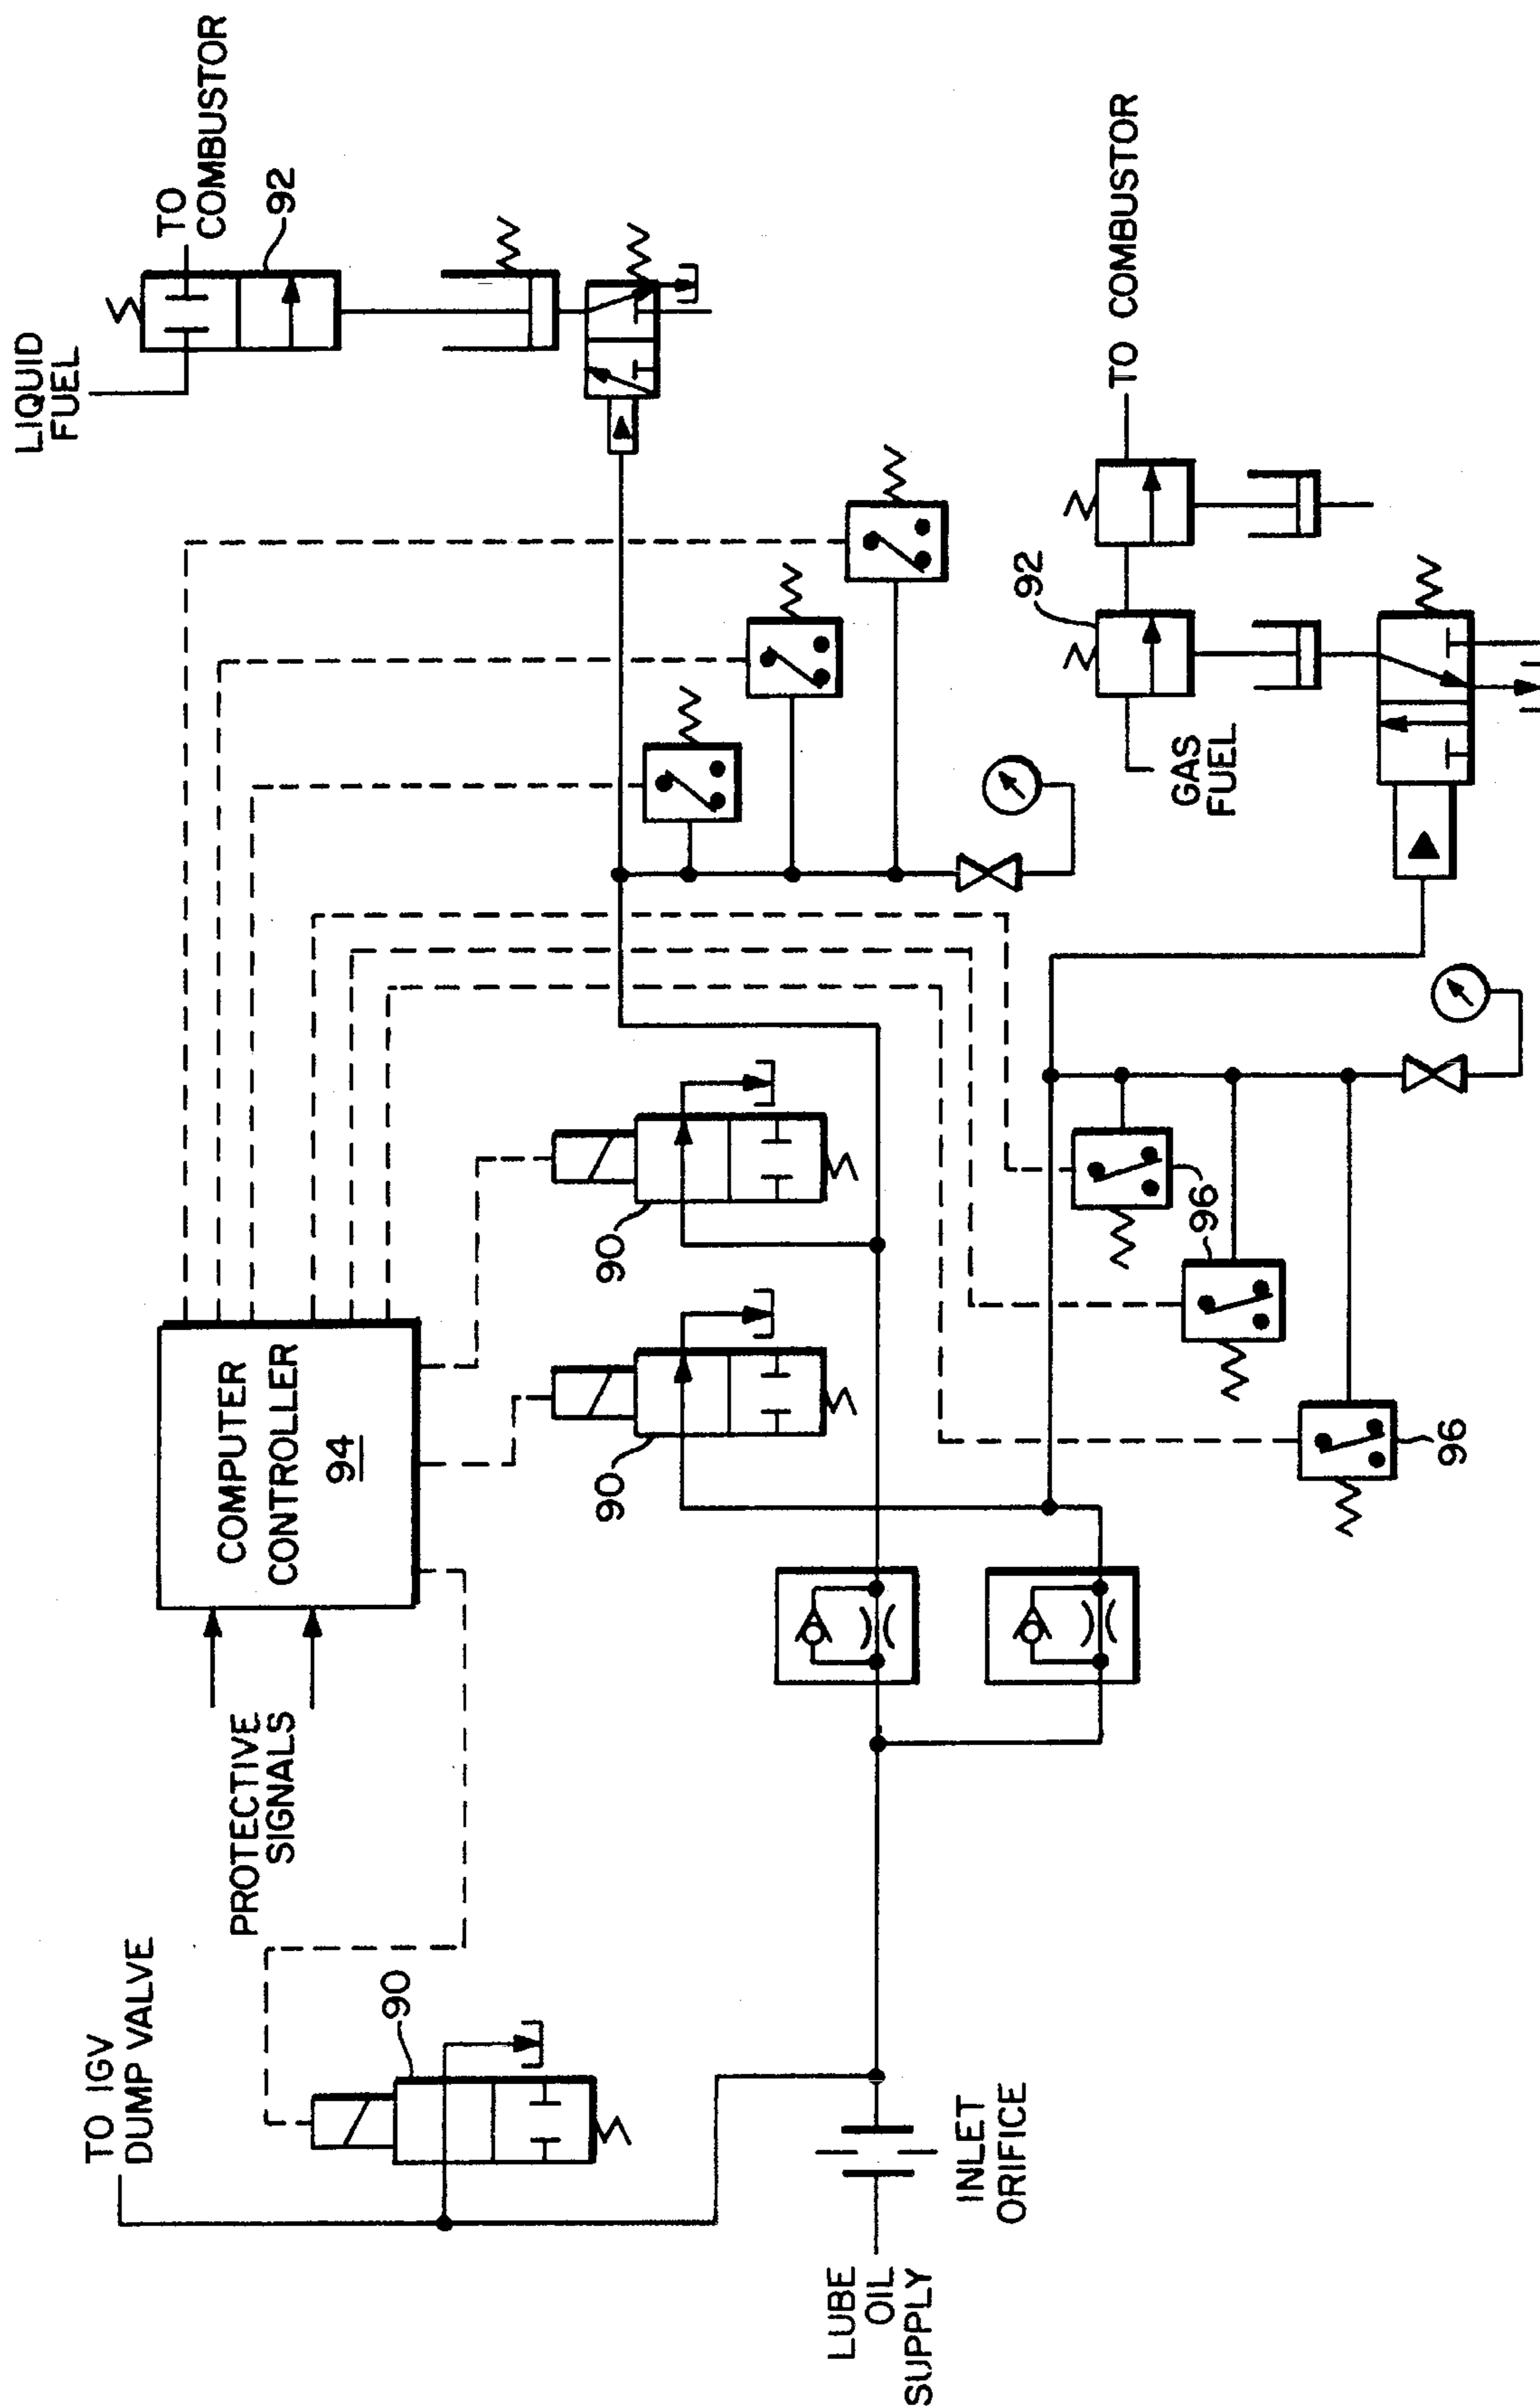 TO IGV
DUMP VALVE
90
PROTECTIVE
SIGNALS
COMPUTER
CONTROLLER
94
90
90
LIQUID
FUEL
TO
COMBUSTOR
92
LUBE
OIL
SUPPLY
INLET
ORIFICE
96
96
96
GAS
FUEL
92
TO COMBUSTOR